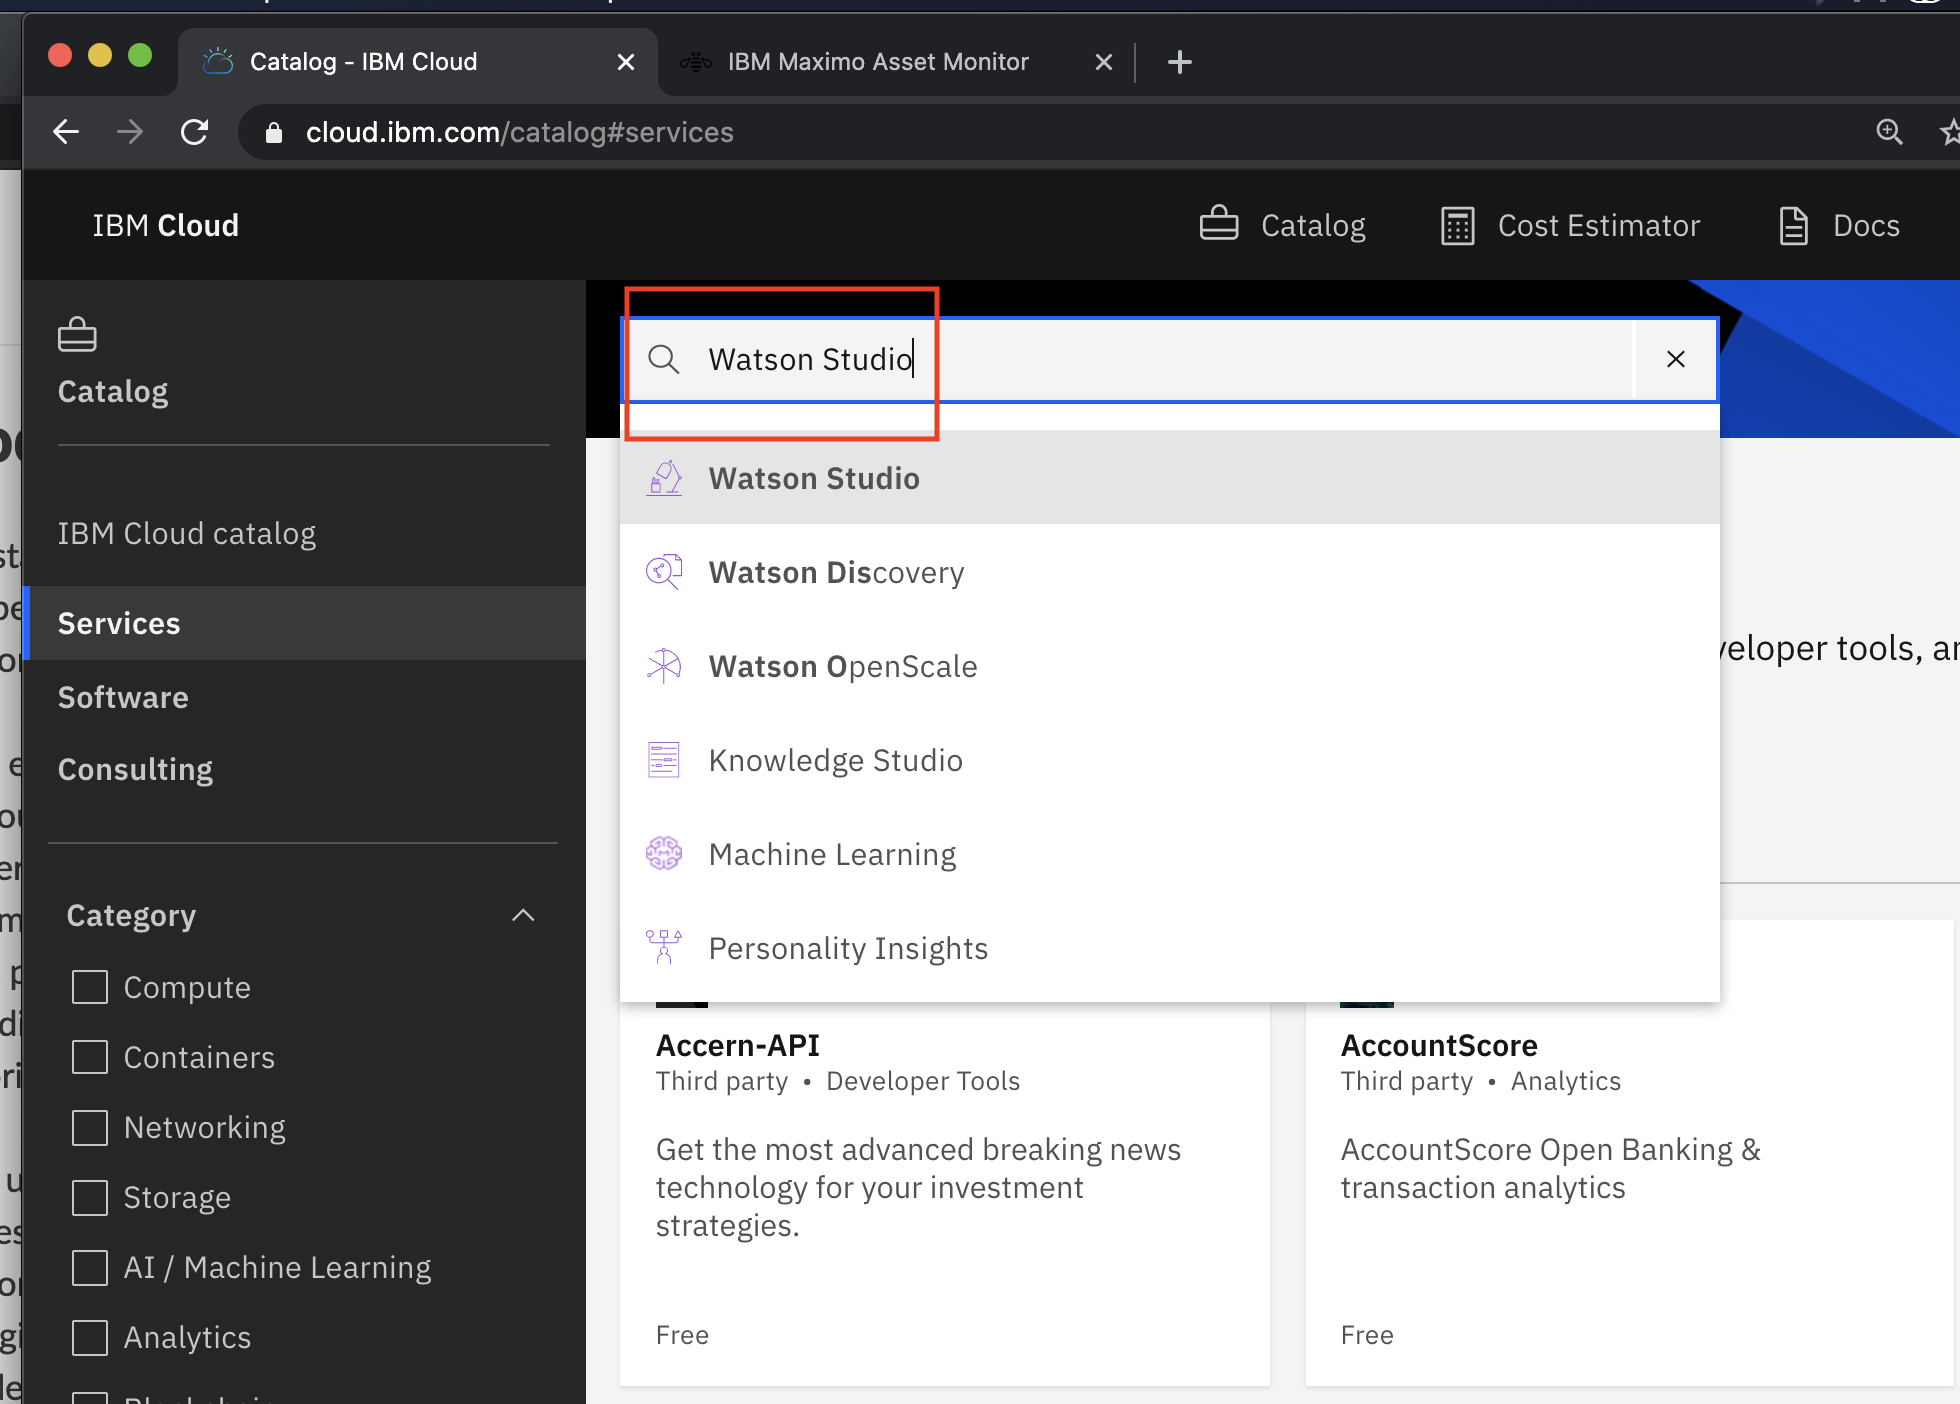 Catalog - IBM Cloud
IBM Maximo Asset Monitor
cloud.ibm.com/catalog#services
IBM Cloud
Catalog
Cost Estimator
Docs
Catalog
IBM Cloud catalog
Services
Software
Consulting
Category
Compute
Containers
Networking
Storage
AI / Machine Learning
Analytics
Watson Studio
Watson Studio
Watson Discovery
Watson OpenScale
Knowledge Studio
Machine Learning
Personality Insights
veloper tools, an
Accern-API
Third party • Developer Tools
Get the most advanced breaking news
technology for your investment
strategies.
Free
AccountScore
Third party • Analytics
AccountScore Open Banking &
transaction analytics
Free